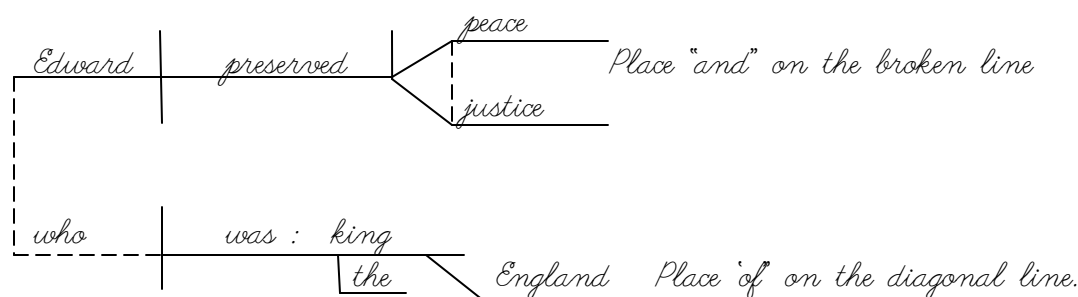 peace
Edward preserved Place “and” on the broken line
justice
who was : king
the England Place ‘of” on the diagonal line.